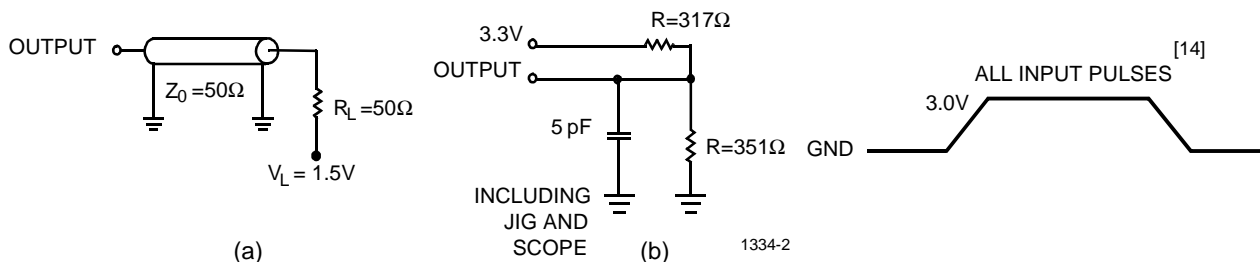 OUTPUT
Z0 =50Ω
RL =50Ω
VL = 1.5V
(a)
R=317Ω
3.3V
OUTPUT
5 pF
R=351Ω
INCLUDING
JIG AND
SCOPE
(b)
1334-2
[14]
ALL INPUT PULSES
3.0V
GND